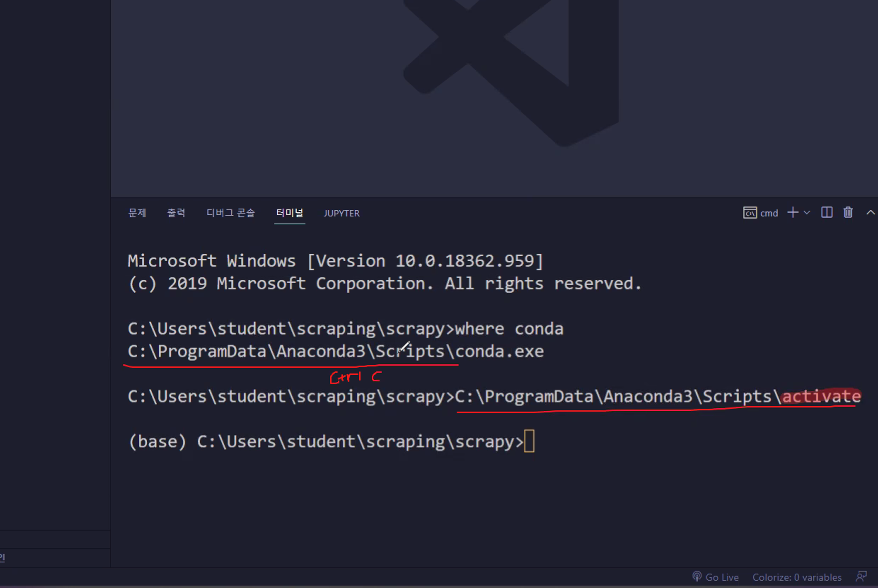 문제 출력 디버그 콘솔 터미널 JUPYTER cmd
Microsoft Windows [Version 10.0.18362.959]
(c) 2019 Microsoft Corporation. All rights reserved.
C:\Users\student\scraping\scrapy>where conda
C:\ProgramData\Anaconda3\Scripts\conda.exe
Ctrl C
C:\Users\student\scraping\scrapy>C:\ProgramData\Anaconda3\Scripts\activate
(base) C:\Users\student\scraping\scrapy>
Go Live Colorize: 0 variables